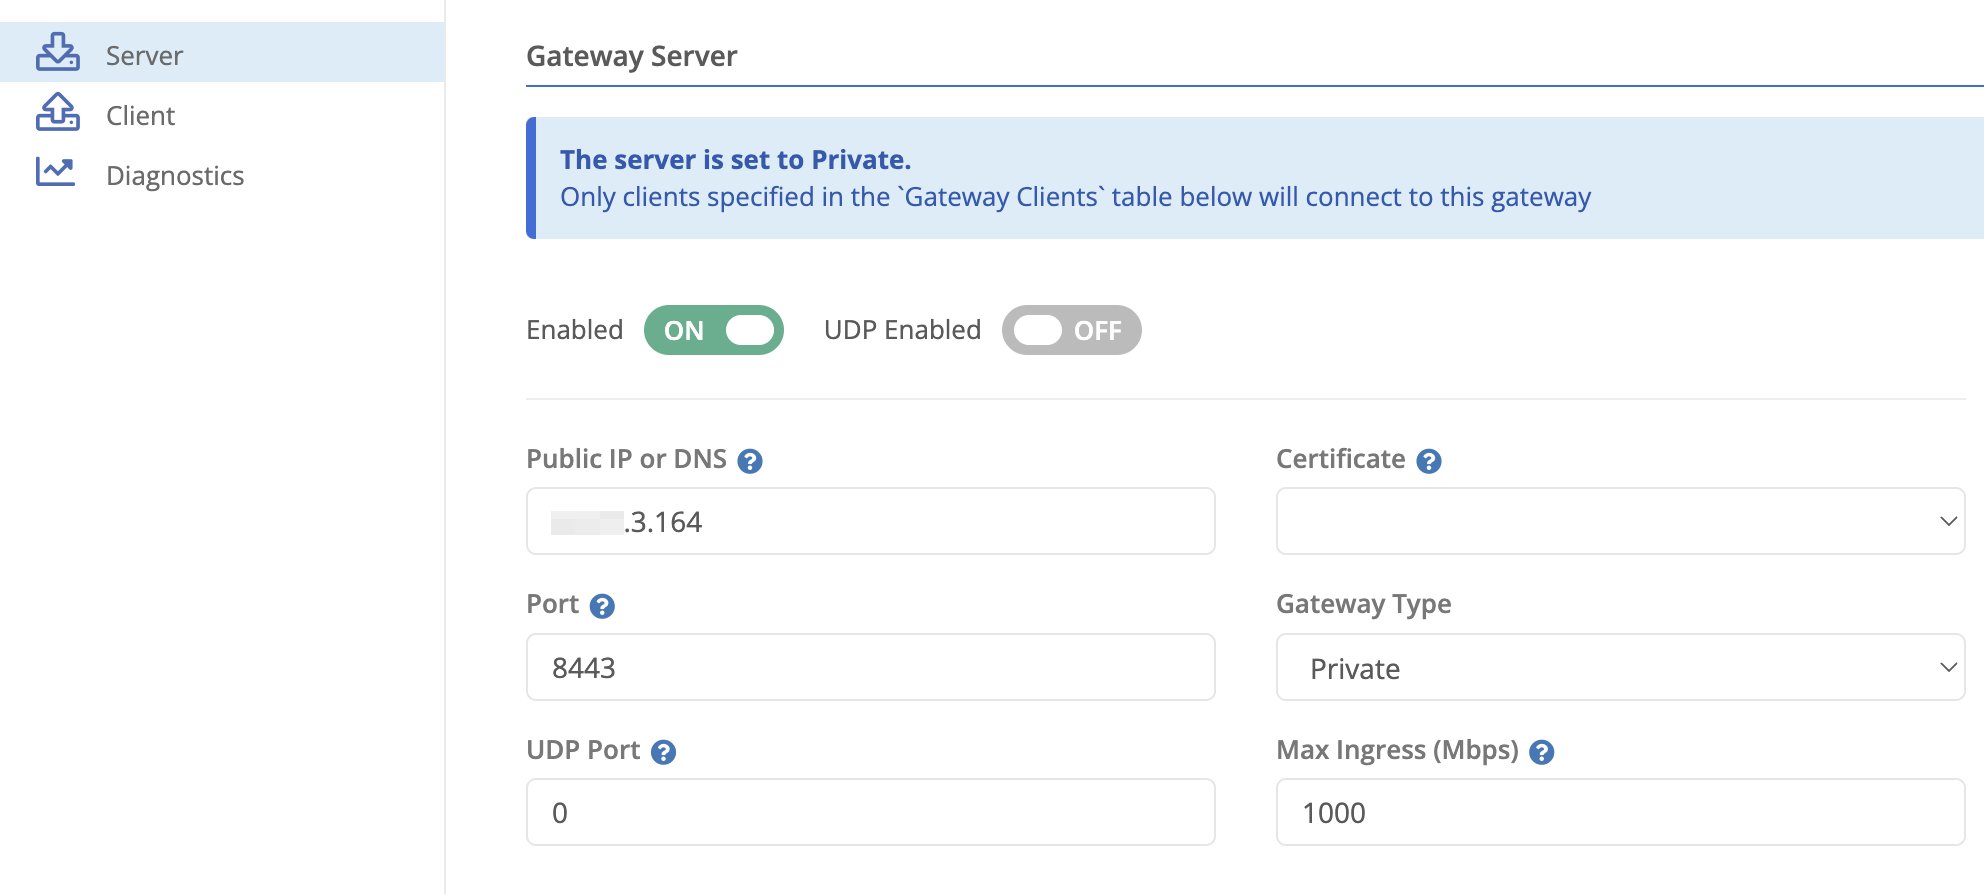 Server
Client
Diagnostics
Gateway Server
The server is set to Private.
Only clients specified in the `Gateway Clients` table below will connect to this gateway
Enabled ON UDP Enabled OFF
Public IP or DNS ? Certificate ?
.3.164
Port ? Gateway Type
8443 Private
UDP Port ? Max Ingress (Mbps) ?
0 1000